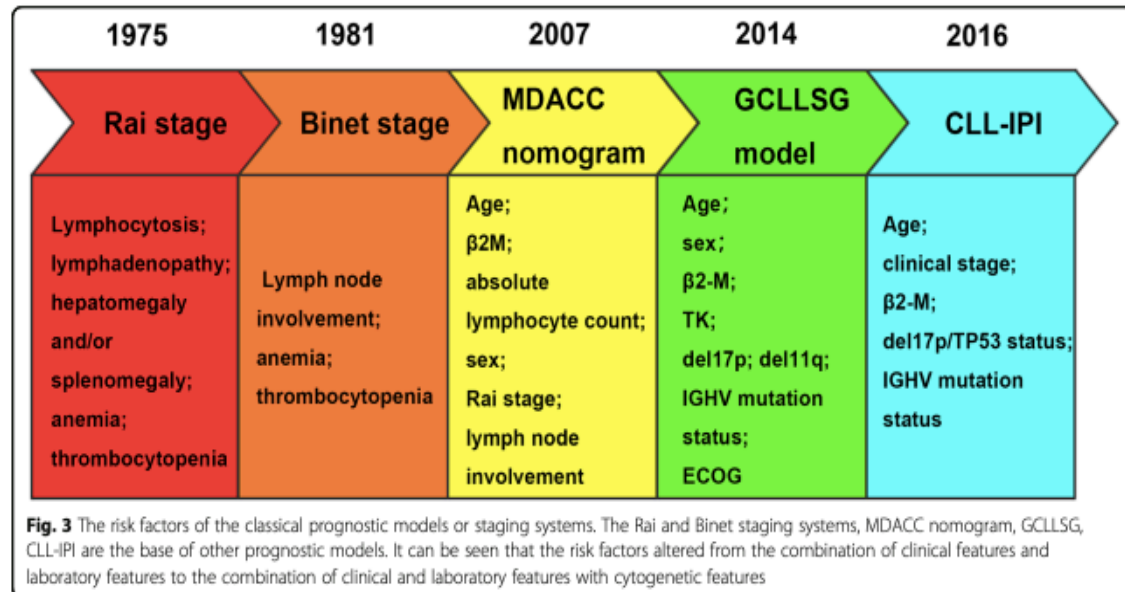 1975
1981
2007
2014
2016
Rai stage
Binet stage
MDACC
nomogram
GCLLSG
model
CLL-IPI
Lymphocytosis;
lymphadenopathy;
hepatomegaly
and/or
splenomegaly;
anemia;
thrombocytopenia
Lymph node
involvement;
anemia;
thrombocytopenia
Age;
β2M;
absolute
lymphocyte count;
sex;
Rai stage;
lymph node
involvement
Age;
sex;
β2-M;
TK;
del17p; del11q;
IGHV mutation
status;
ECOG
Age;
clinical stage;
β2-M;
del17p/TP53 status;
IGHV mutation
status
Fig. 3 The risk factors of the classical prognostic models or staging systems. The Rai and Binet staging systems, MDACC nomogram, GCLLSG,
CLL-IPI are the base of other prognostic models. It can be seen that the risk factors altered from the combination of clinical features and
laboratory features to the combination of clinical and laboratory features with cytogenetic features